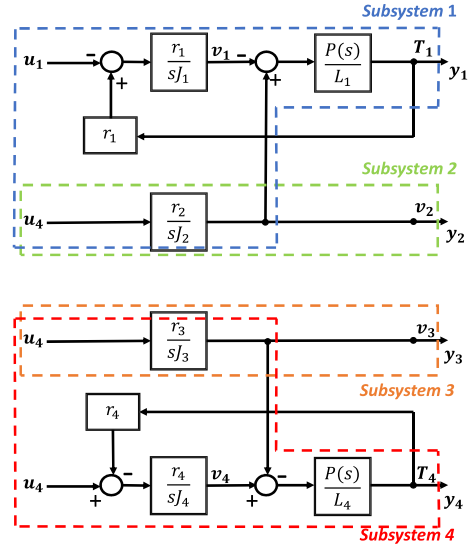 Subsystem 1
u₁ − + r₁/sJ₁ v₁ − + P(s)/L₁ T₁ y₁
r₁
Subsystem 2
u₄ r₂/sJ₂ v₂ y₂
u₄ r₃/sJ₃ v₃ y₃
Subsystem 3
r₄
u₄ + − r₄/sJ₄ v₄ + − P(s)/L₄ T₄ y₄
Subsystem 4